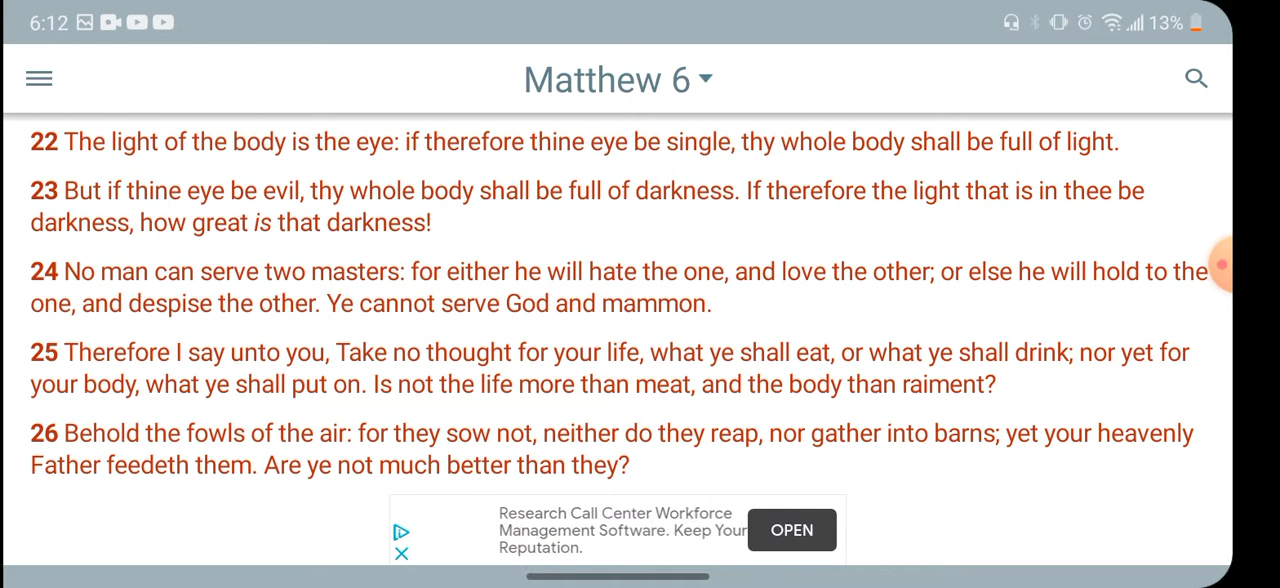 6:12
13%
Matthew 6
22 The light of the body is the eye: if therefore thine eye be single, thy whole body shall be full of light.
23 But if thine eye be evil, thy whole body shall be full of darkness. If therefore the light that is in thee be
darkness, how great is that darkness!
24 No man can serve two masters: for either he will hate the one, and love the other; or else he will hold to the
one, and despise the other. Ye cannot serve God and mammon.
25 Therefore I say unto you, Take no thought for your life, what ye shall eat, or what ye shall drink; nor yet for
your body, what ye shall put on. Is not the life more than meat, and the body than raiment?
26 Behold the fowls of the air: for they sow not, neither do they reap, nor gather into barns; yet your heavenly
Father feedeth them. Are ye not much better than they?
Research Call Center Workforce
Management Software. Keep Your
Reputation.
OPEN